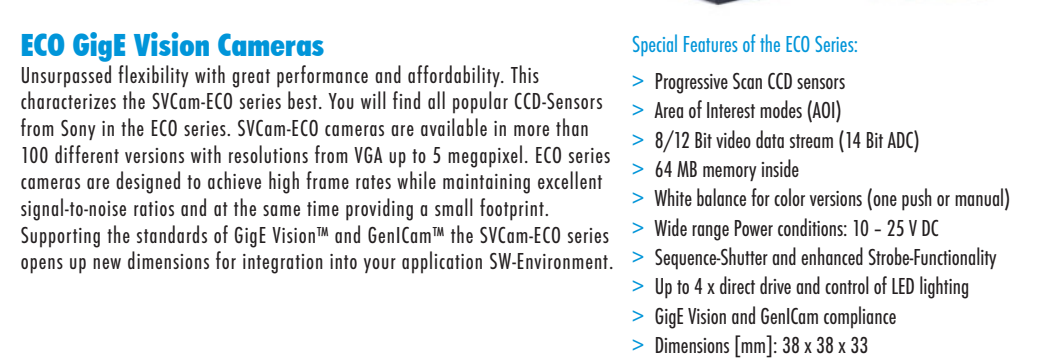 ECO GigE Vision Cameras
Unsurpassed flexibility with great performance and affordability. This
characterizes the SVCam-ECO series best. You will find all popular CCD-Sensors
from Sony in the ECO series. SVCam-ECO cameras are available in more than
100 different versions with resolutions from VGA up to 5 megapixel. ECO series
cameras are designed to achieve high frame rates while maintaining excellent
signal-to-noise ratios and at the same time providing a small footprint.
Supporting the standards of GigE Vision™ and GenICam™ the SVCam-ECO series
opens up new dimensions for integration into your application SW-Environment.
Special Features of the ECO Series:
> Progressive Scan CCD sensors
> Area of Interest modes (AOI)
> 8/12 Bit video data stream (14 Bit ADC)
> 64 MB memory inside
> White balance for color versions (one push or manual)
> Wide range Power conditions: 10 – 25 V DC
> Sequence-Shutter and enhanced Strobe-Functionality
> Up to 4 x direct drive and control of LED lighting
> GigE Vision and GenICam compliance
> Dimensions [mm]: 38 x 38 x 33